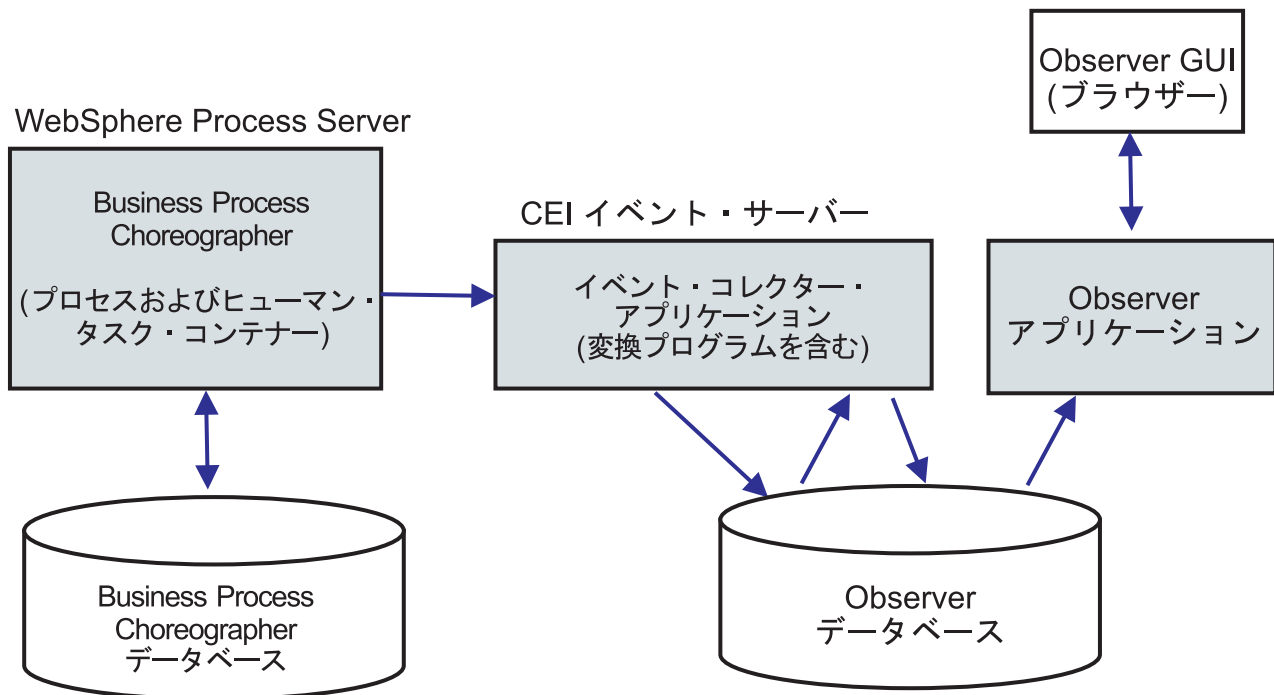 Observer GUI
(ブラウザー)
WebSphere Process Server
Business Process
Choreographer
(プロセスおよびヒューマン・
タスク・コンテナー)
CEI イベント・サーバー
イベント・コレクター・
アプリケーション
(変換プログラムを含む)
Observer
アプリケーション
Business Process
Choreographer
データベース
Observer
データベース